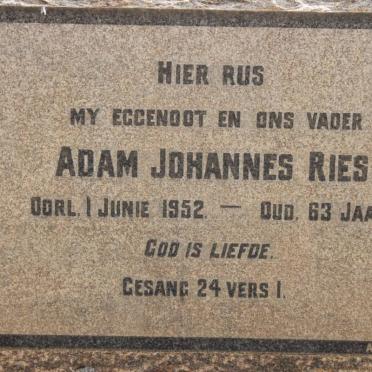 HIER RUS
MY EGGENOOT EN ONS VADER
ADAM JOHANNES RIES
OORL. 1 JUNIE 1952. — OUD. 63 JAA
GOD IS LIEFDE.
GESANG 24 VERS 1.